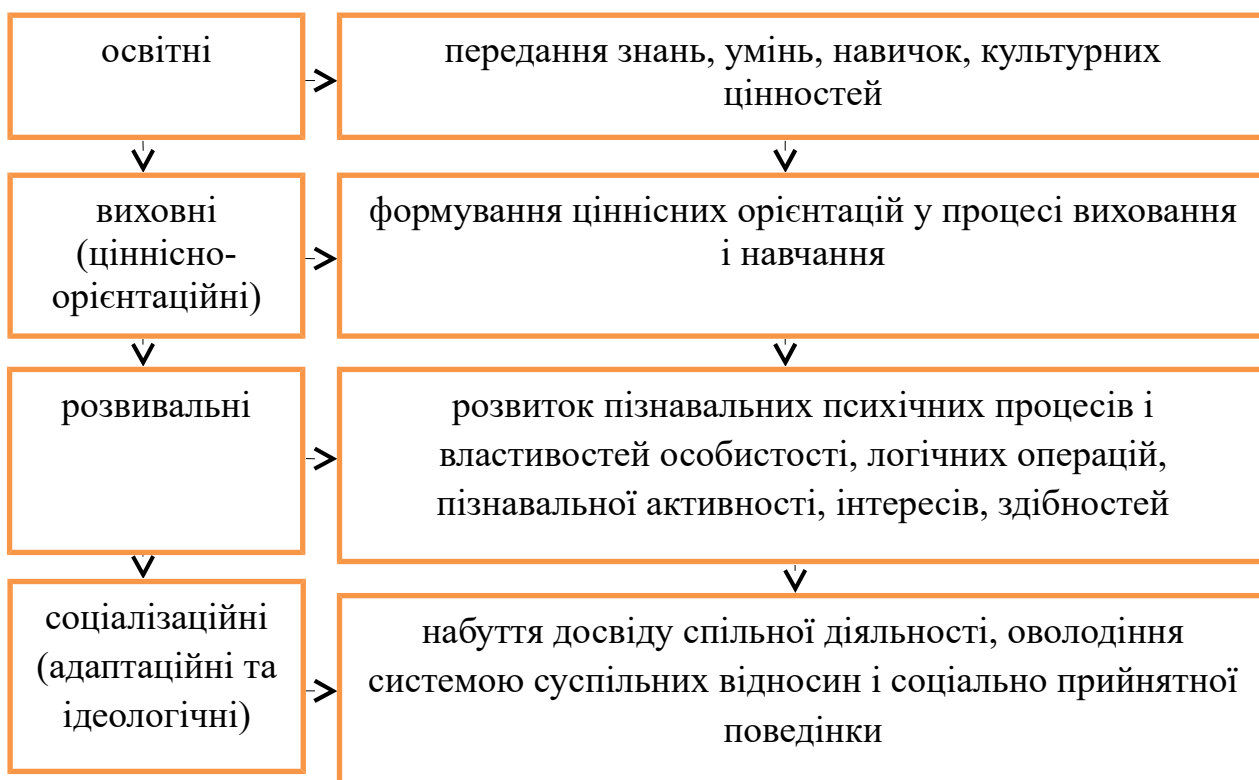 освітні
передання знань, умінь, навичок, культурних
цінностей
виховні
(ціннісно-
орієнтаційні)
формування ціннісних орієнтацій у процесі виховання
і навчання
розвивальні
розвиток пізнавальних психічних процесів і
властивостей особистості, логічних операцій,
пізнавальної активності, інтересів, здібностей
соціалізаційні
(адаптаційні та
ідеологічні)
набуття досвіду спільної діяльності, оволодіння
системою суспільних відносин і соціально прийнятної
поведінки